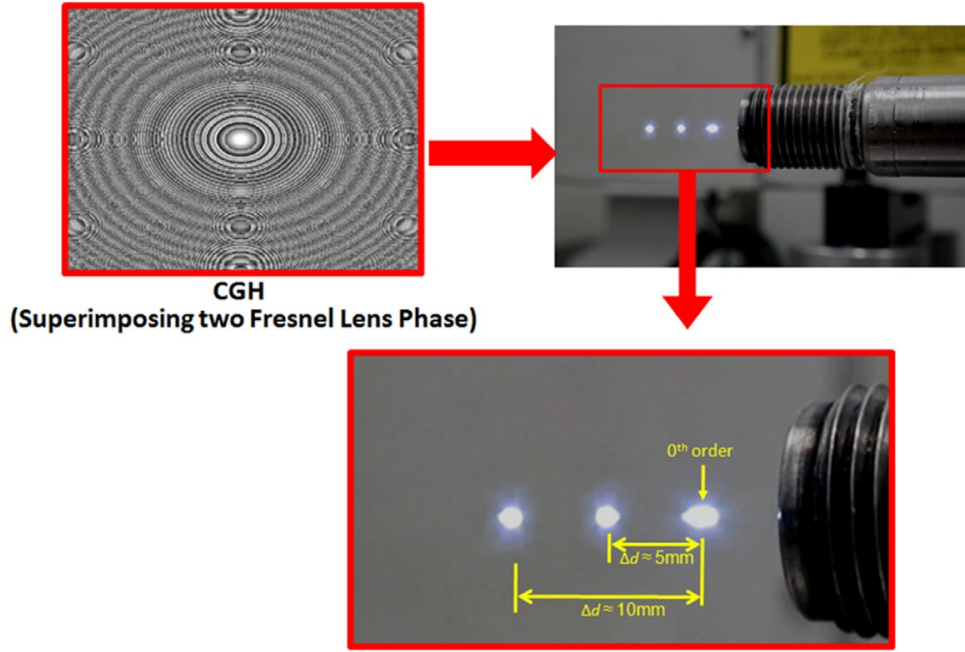 CGH
(Superimposing two Fresnel Lens Phase)
0th order
Δd ≈ 5mm
Δd ≈ 10mm